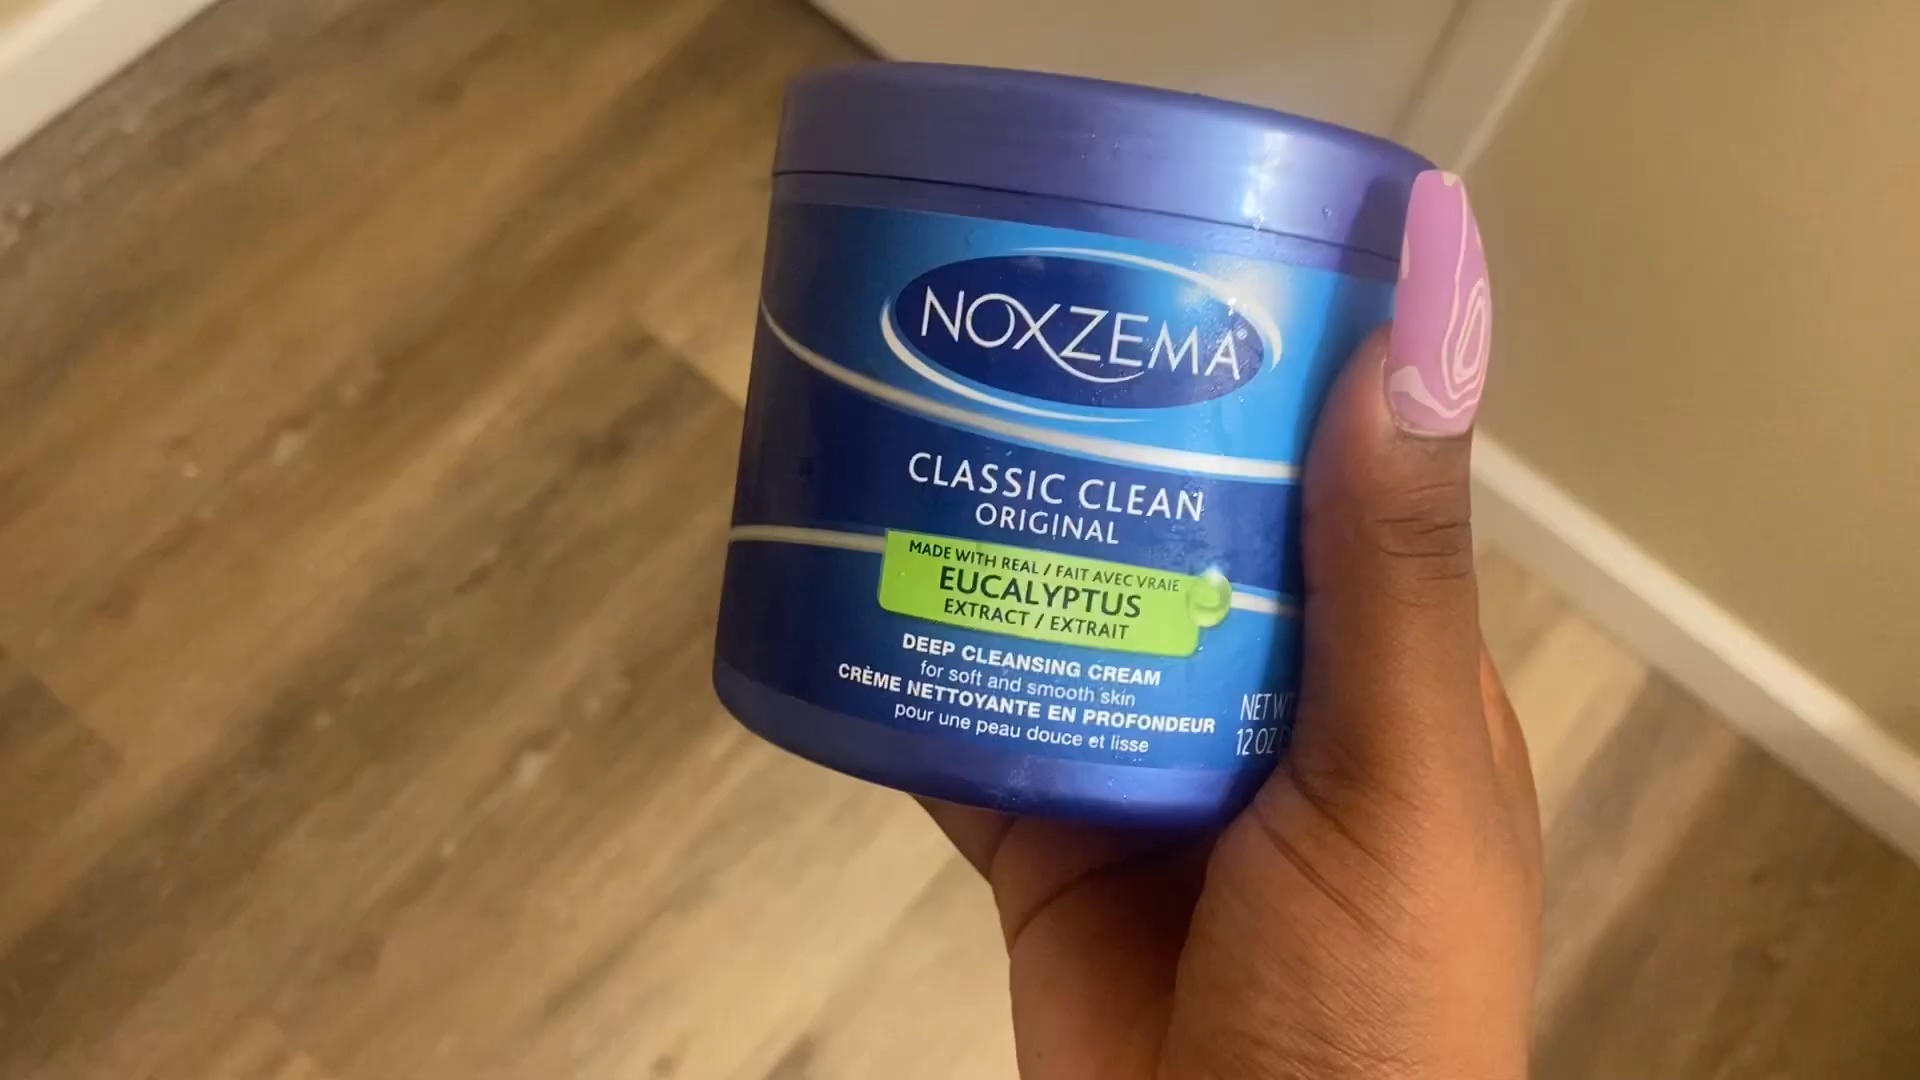 NOXZEMA®
CLASSIC CLEAN
ORIGINAL
MADE WITH REAL / FAIT AVEC VRAIE
EUCALYPTUS
EXTRACT / EXTRAIT
DEEP CLEANSING CREAM
for soft and smooth skin
CRÈME NETTOYANTE EN PROFONDEUR
pour une peau douce et lisse
NET WT
12 OZ